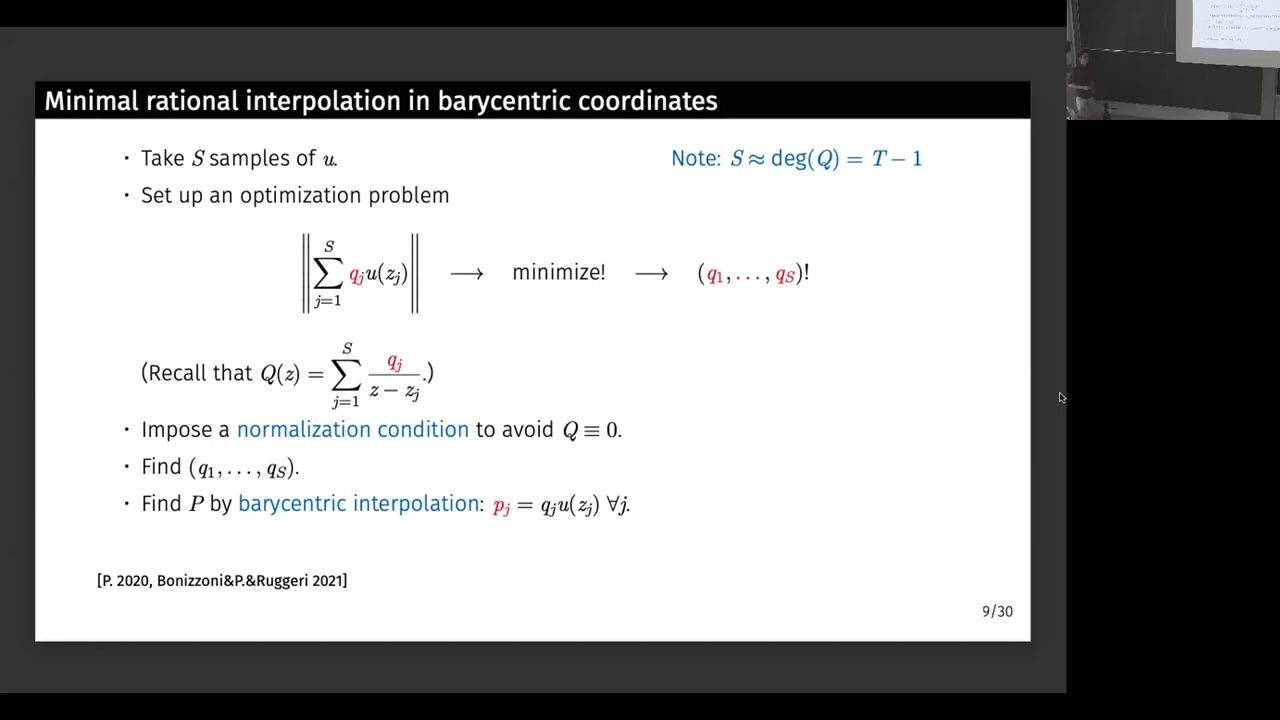 Minimal rational interpolation in barycentric coordinates
· Take S samples of u.
Note: S ≈ deg(Q) = T − 1
· Set up an optimization problem
‖∑_{j=1}^{S} q_j u(z_j)‖ ⟶ minimize! ⟶ (q_1, . . . , q_S)!
(Recall that Q(z) = ∑_{j=1}^{S} q_j / (z − z_j).)
· Impose a normalization condition to avoid Q ≡ 0.
· Find (q_1, . . . , q_S).
· Find P by barycentric interpolation: p_j = q_j u(z_j) ∀j.
[P. 2020, Bonizzoni&P.&Ruggeri 2021]
9/30